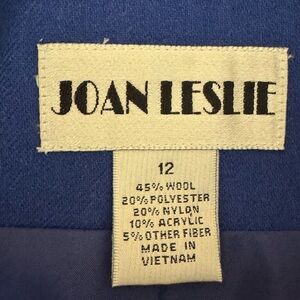 JOAN LESLIE
12
45% WOOL
20% POLYESTER
20% NYLON
10% ACRYLIC
5% OTHER FIBER
MADE IN
VIETNAM